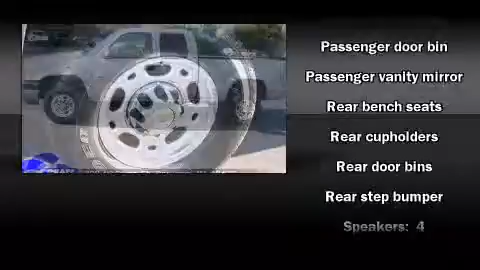 Passenger door bin
Passenger vanity mirror
Rear bench seats
Rear cupholders
Rear door bins
Rear step bumper
Speakers: 4